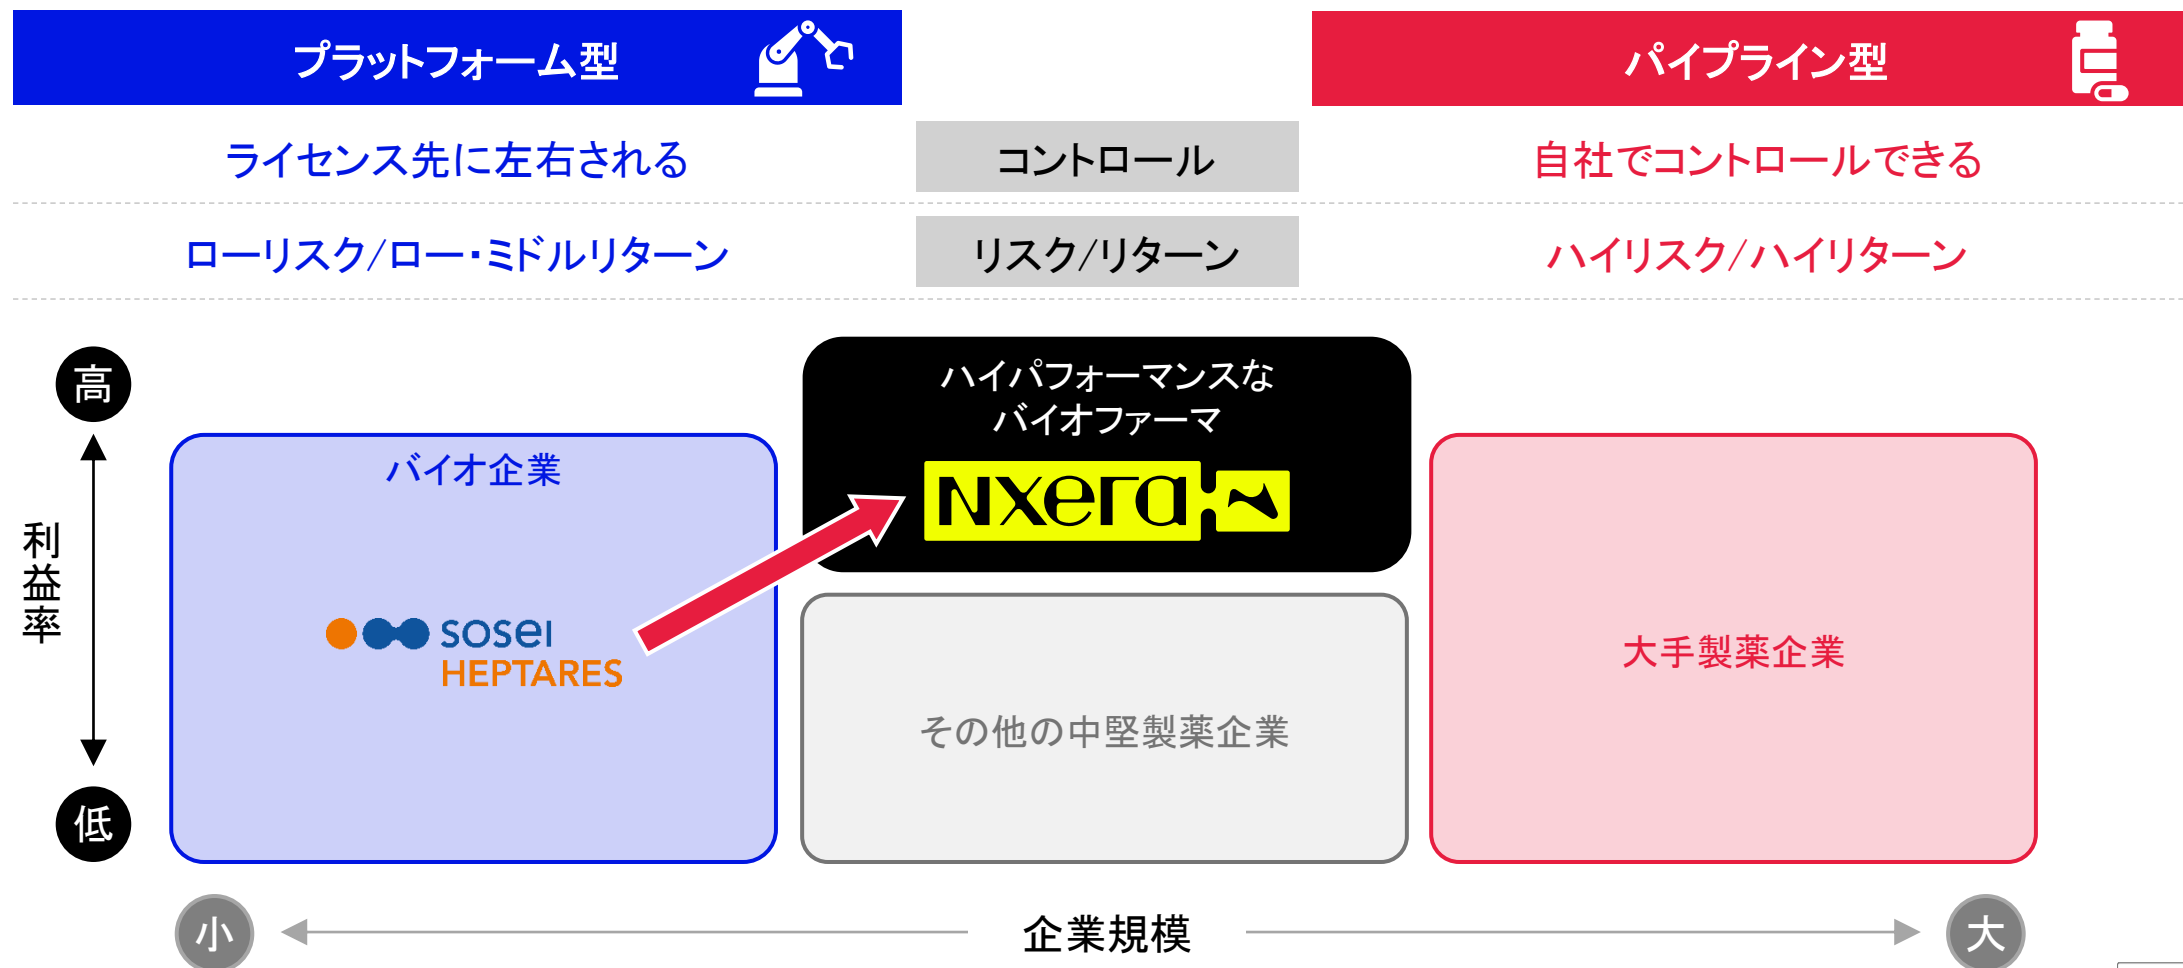 プラットフォーム型
パイプライン型
ライセンス先に左右される
コントロール
自社でコントロールできる
ローリスク/ロー・ミドルリターン
リスク/リターン
ハイリスク/ハイリターン
高
利益率
低
バイオ企業
sosei
HEPTARES
ハイパフォーマンスな
バイオファーマ
nxera
その他の中堅製薬企業
大手製薬企業
小
企業規模
大